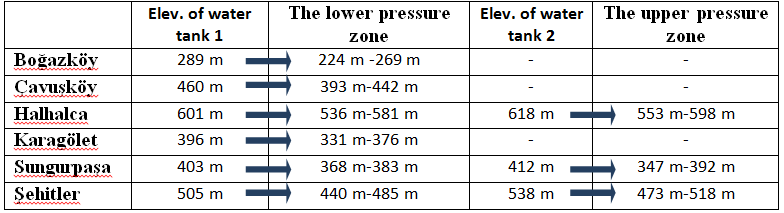 Elev. of water tank 1 The lower pressure zone Elev. of water tank 2 The upper pressure zone
Boğazköy 289 m 224 m -269 m - -
Çavusköy 460 m 393 m-442 m - -
Halhalca 601 m 536 m-581 m 618 m 553 m-598 m
Karagölet 396 m 331 m-376 m - -
Sungurpaşa 403 m 368 m-383 m 412 m 347 m-392 m
Şehitler 505 m 440 m-485 m 538 m 473 m-518 m